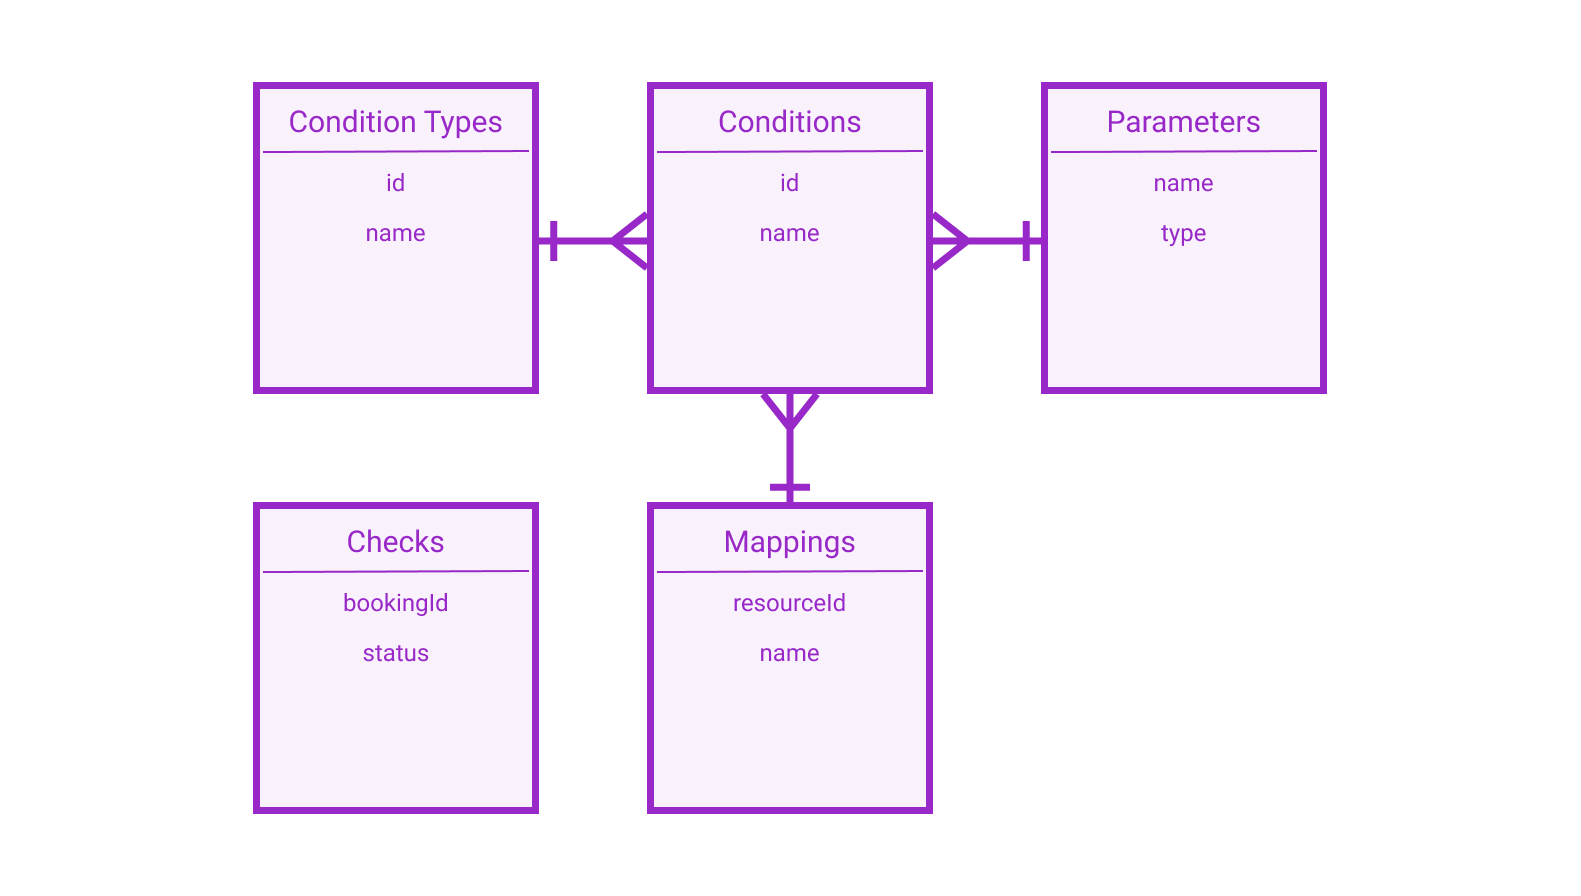 Condition Types
id
name
Conditions
id
name
Parameters
name
type
Checks
bookingId
status
Mappings
resourceId
name